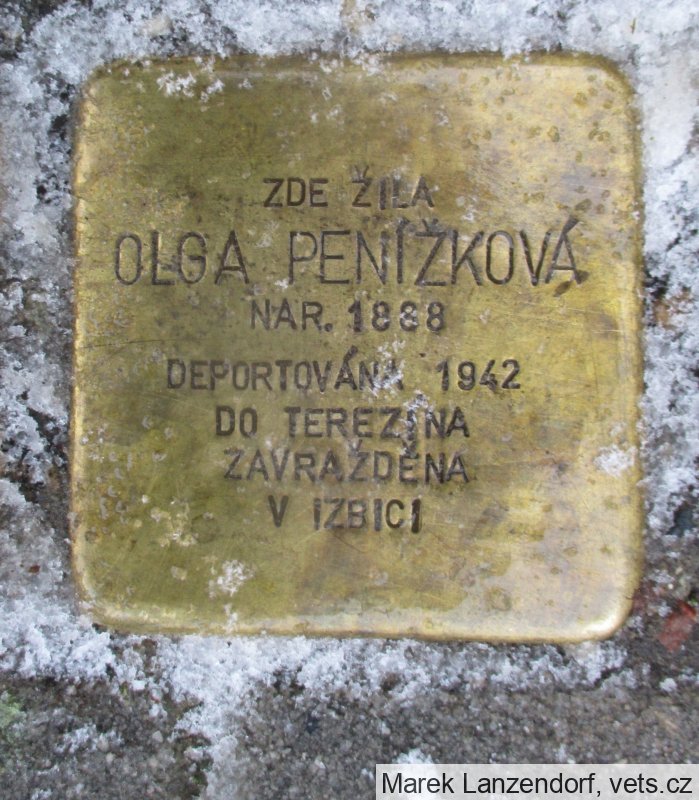 ZDE ŽILA
OLGA PENÍŽKOVÁ
NAR. 1888
DEPORTOVÁNA 1942
DO TEREZÍNA
ZAVRAŽDĚNA
V IZBICI
Marek Lanzendorf, vets.cz